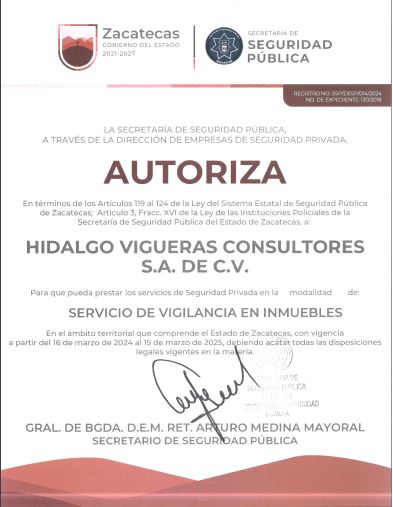 Zacatecas
GOBIERNO DEL ESTADO
2021-2027
SECRETARÍA DE
SEGURIDAD
PÚBLICA
REGISTRO NO. SSP/DESP/014/2024
NO. DE EXPEDIENTE: 130/2018
LA SECRETARÍA DE SEGURIDAD PÚBLICA,
A TRAVÉS DE LA DIRECCIÓN DE EMPRESAS DE SEGURIDAD PRIVADA,
AUTORIZA
En términos de los Artículos 119 al 124 de la Ley del Sistema Estatal de Seguridad Pública
de Zacatecas; Artículo 3, Fracc. XVI de la Ley de las Instituciones Policiales de la
Secretaría de Seguridad Pública del Estado de Zacatecas, a:
HIDALGO VIGUERAS CONSULTORES
S.A. DE C.V.
Para que pueda prestar los servicios de Seguridad Privada en la modalidad de:
SERVICIO DE VIGILANCIA EN INMUEBLES
En el ámbito territorial que comprende el Estado de Zacatecas, con vigencia
a partir del 16 de marzo de 2024 al 15 de marzo de 2025, debiendo acatar todas las disposiciones
legales vigentes en la materia.
GRAL. DE BGDA. D.E.M. RET. ARTURO MEDINA MAYORAL
SECRETARIO DE SEGURIDAD PÚBLICA